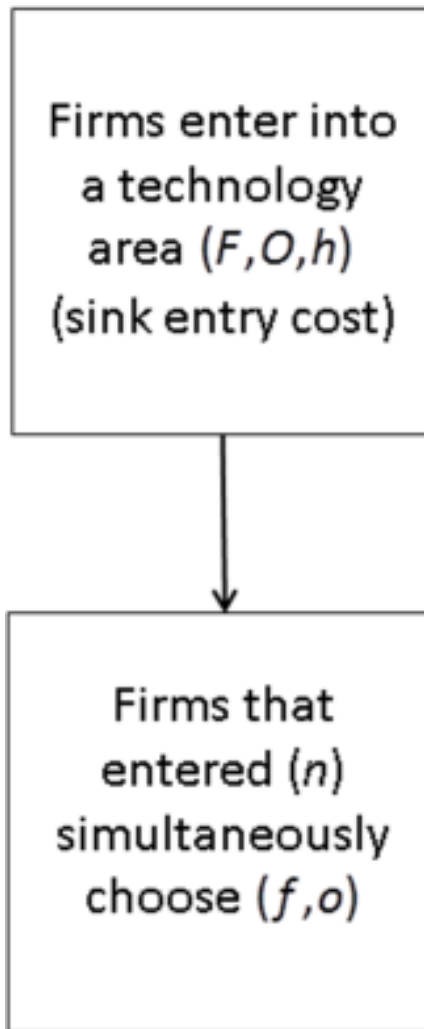 Firms enter into
a technology
area (F,O,h)
(sink entry cost)
Firms that
entered (n)
simultaneously
choose (f,o)